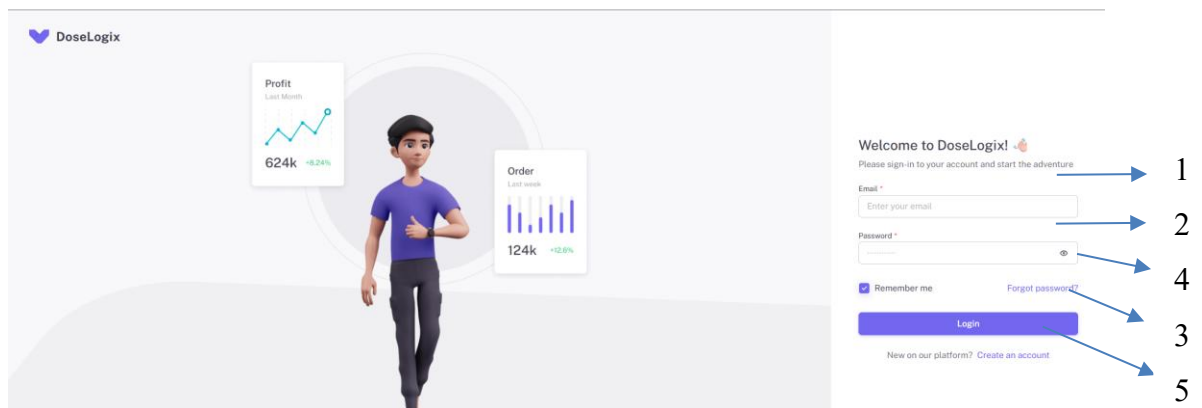 DoseLogix
Profit
Last Month
624k +8.24%
Order
Last week
124k +12.6%
Welcome to DoseLogix!
Please sign-in to your account and start the adventure
Email *
Enter your email
Password *
Remember me
Forgot password?
Login
New on our platform? Create an account
1
2
4
3
5